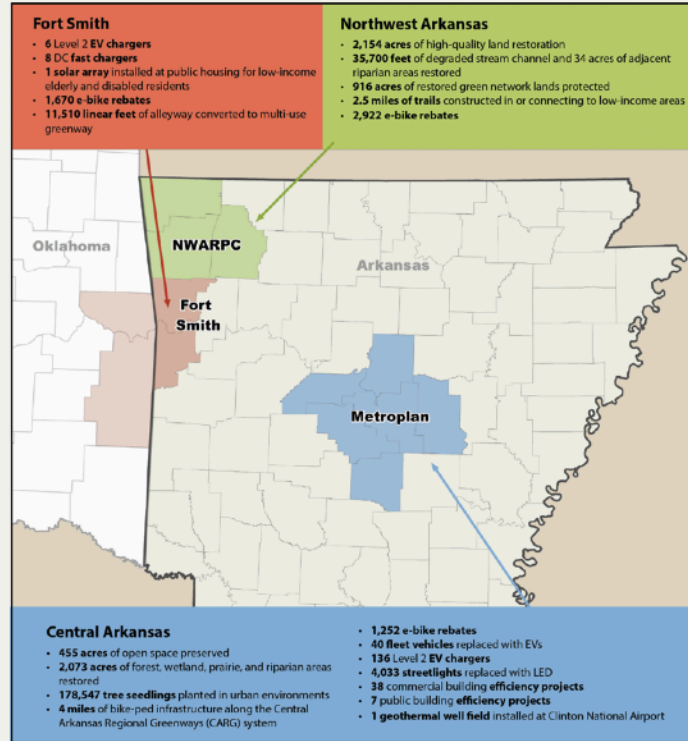 Fort Smith
• 6 Level 2 EV chargers
• 8 DC fast chargers
• 1 solar array installed at public housing for low-income
elderly and disabled residents
• 1,670 e-bike rebates
• 11,510 linear feet of alleyway converted to multi-use
greenway
Northwest Arkansas
• 2,154 acres of high-quality land restoration
• 35,700 feet of degraded stream channel and 34 acres of adjacent
riparian areas restored
• 916 acres of restored green network lands protected
• 2.5 miles of trails constructed in or connecting to low-income areas
• 2,922 e-bike rebates
Oklahoma
NWARPC
Arkansas
Fort
Smith
Metroplan
Central Arkansas
• 455 acres of open space preserved
• 2,073 acres of forest, wetland, prairie, and riparian areas
restored
• 178,547 tree seedlings planted in urban environments
• 4 miles of bike-ped infrastructure along the Central
Arkansas Regional Greenways (CARG) system
• 1,252 e-bike rebates
• 40 fleet vehicles replaced with EVs
• 136 Level 2 EV chargers
• 4,033 streetlights replaced with LED
• 38 commercial building efficiency projects
• 7 public building efficiency projects
• 1 geothermal well field installed at Clinton National Airport